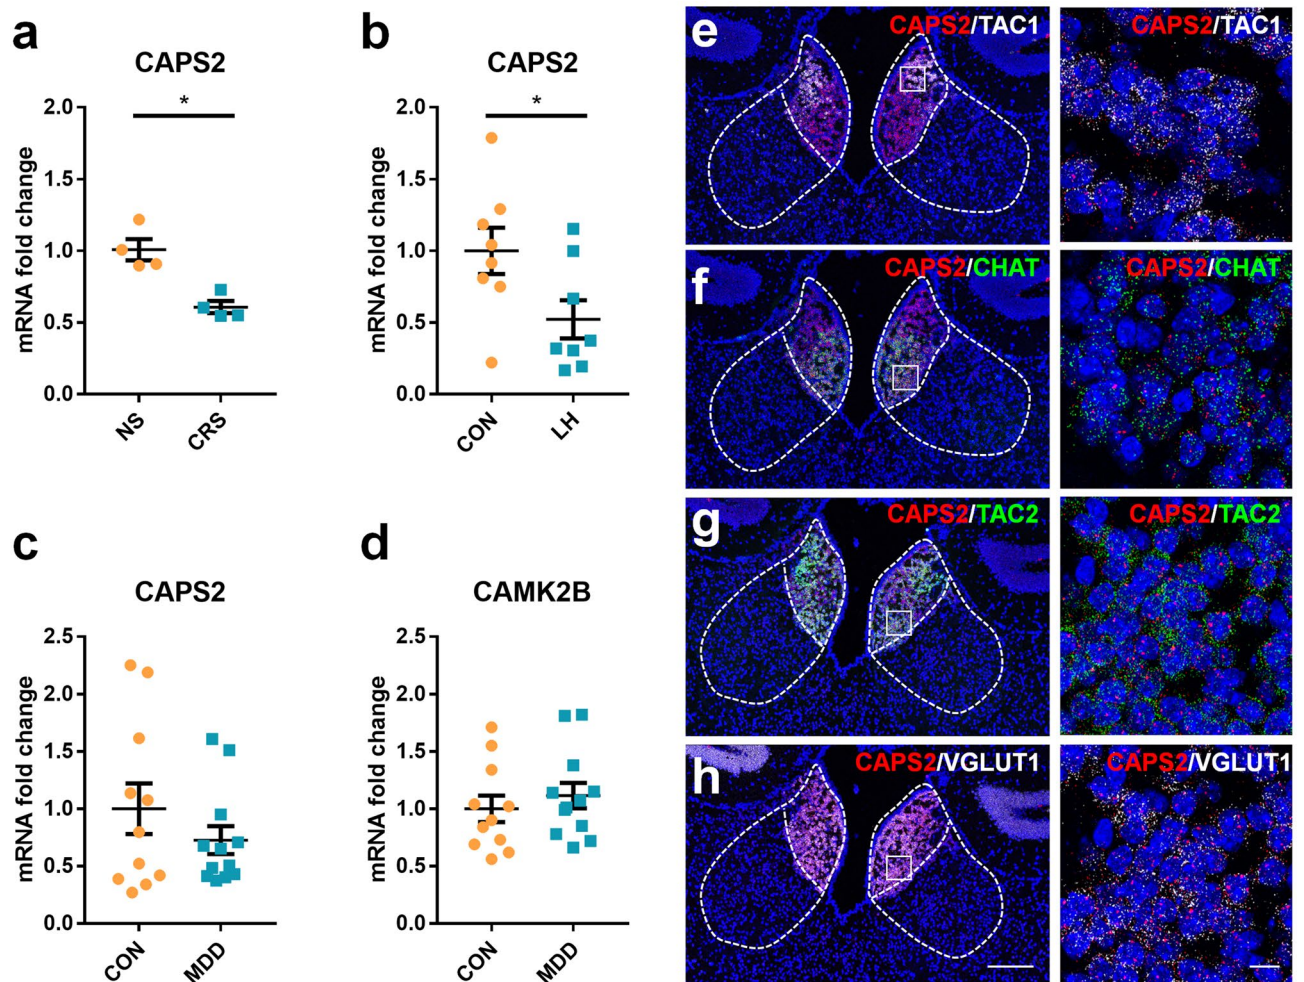 a
CAPS2
*
mRNA fold change
2.0
1.5
1.0
0.5
0.0
NS
CRS
b
CAPS2
*
mRNA fold change
2.0
1.5
1.0
0.5
0.0
CON
LH
c
CAPS2
mRNA fold change
2.5
2.0
1.5
1.0
0.5
0.0
CON
MDD
d
CAMK2B
mRNA fold change
2.5
2.0
1.5
1.0
0.5
0.0
CON
MDD
e
CAPS2/TAC1
CAPS2/TAC1
f
CAPS2/CHAT
CAPS2/CHAT
g
CAPS2/TAC2
CAPS2/TAC2
h
CAPS2/VGLUT1
CAPS2/VGLUT1